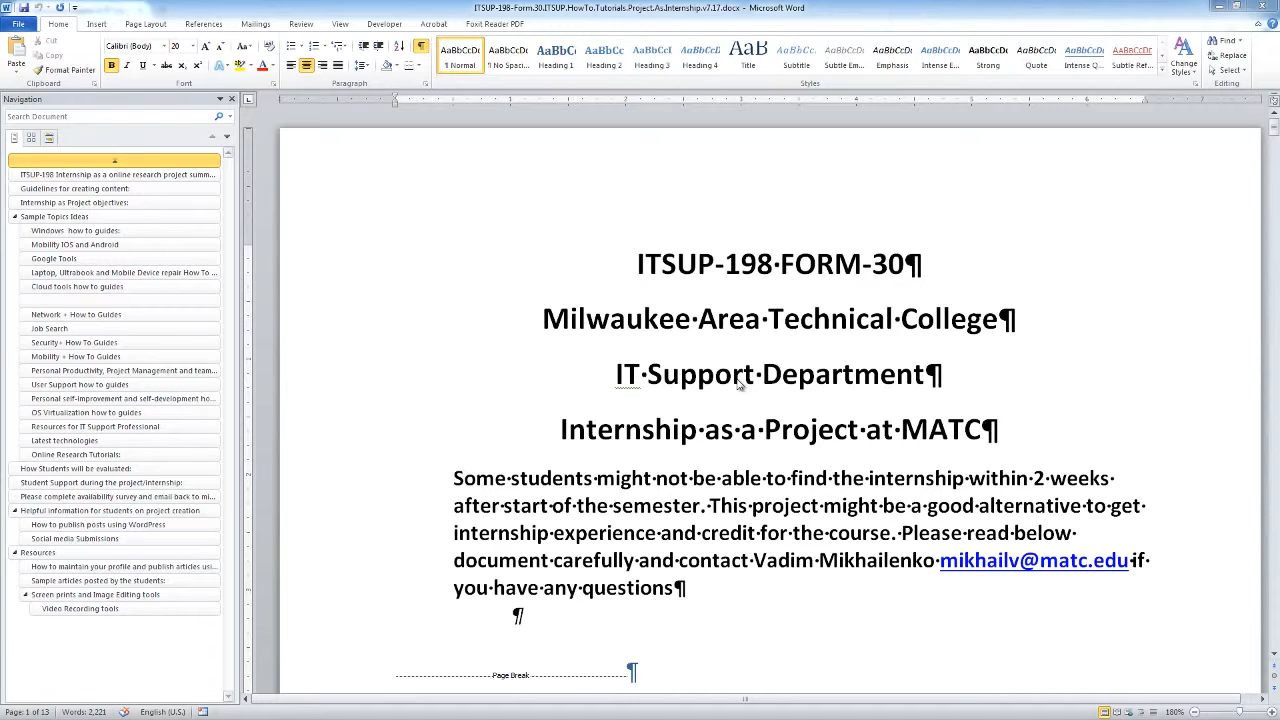 ITSUP-198-Form.30.ITSUP.HowTo.Tutorials.Project.As.Internship.v7.17.docx - Microsoft Word
File Home Insert Page Layout References Mailings Review View Developer Acrobat Foxit Reader PDF
Paste Cut Copy Format Painter
Calibri (Body) 20
AaBbCcDc AaBbCcDc AaBbC AaBbCc AaBbCcI AaBbCcDc AaB AaBbCc. AaBbCcDc AaBbCcDc AaBbCcDc AaBbCcDc AaBbCcDc AaBbCcDc AaBbCcDc
¶ Normal ¶ No Spaci... Heading 1 Heading 2 Heading 3 Heading 4 Title Subtitle Subtle Em... Emphasis Intense E... Strong Quote Intense Q... Subtle Ref...
Change Styles
Find Replace Select
Clipboard Font Paragraph Styles Editing
Navigation
Search Document
ITSUP-198 Internship as a online research project summ...
Guidelines for creating content:
Internship as Project objectives:
Sample Topics Ideas
Windows how to guides:
Mobility IOS and Android
Google Tools
Laptop, Ultrabook and Mobile Device repair How To ...
Cloud tools how to guides
Network + How to Guides
Job Search
Security+ How To Guides
Mobility + How To Guides
Personal Productivity, Project Management and team...
User Support how to guides
Personal self-improvement and self-development ho...
OS Virtualization how to guides
Resources for IT Support Professional
Latest technologies
Online Research Tutorials:
How Students will be evaluated:
Student Support during the project/internship:
Please complete availability survey and email back to mi...
Helpful information for students on project creation
How to publish posts using WordPress
Social media Submissions
Resources
How to maintain your profile and publish articles usi...
Sample articles posted by the students:
Screen prints and Image Editing tools
Video Recording tools
ITSUP-198·FORM-30¶
Milwaukee·Area·Technical·College¶
IT·Support·Department¶
Internship·as·a·Project·at·MATC¶
Some·students·might·not·be·able·to·find·the·internship·within·2·weeks·
after·start·of·the·semester.·This·project·might·be·a·good·alternative·to·get·
internship·experience·and·credit·for·the·course.··Please·read·below·
document·carefully·and·contact·Vadim·Mikhailenko·mikhailv@matc.edu·if·
you·have·any·questions¶
¶
Page Break ¶
Page: 1 of 13 Words: 2,221 English (U.S.) 180%